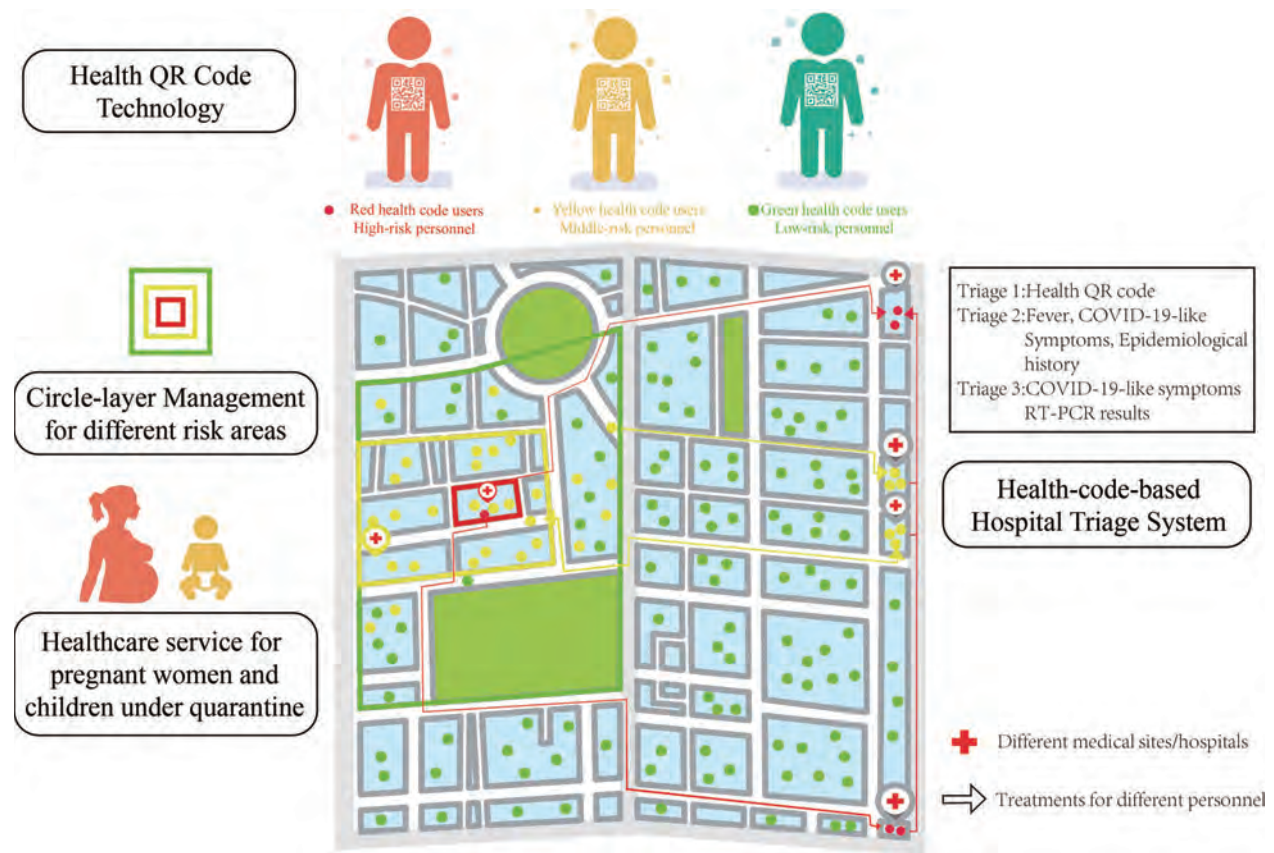 Health QR Code
Technology
Red health code users
High-risk personnel
Yellow health code users
Middle-risk personnel
Green health code users
Low-risk personnel
Circle-layer Management
for different risk areas
Healthcare service for
pregnant women and
children under quarantine
Triage 1:Health QR code
Triage 2:Fever, COVID-19-like
Symptoms, Epidemiological
history
Triage 3:COVID-19-like symptoms
RT-PCR results
Health-code-based
Hospital Triage System
Different medical sites/hospitals
Treatments for different personnel